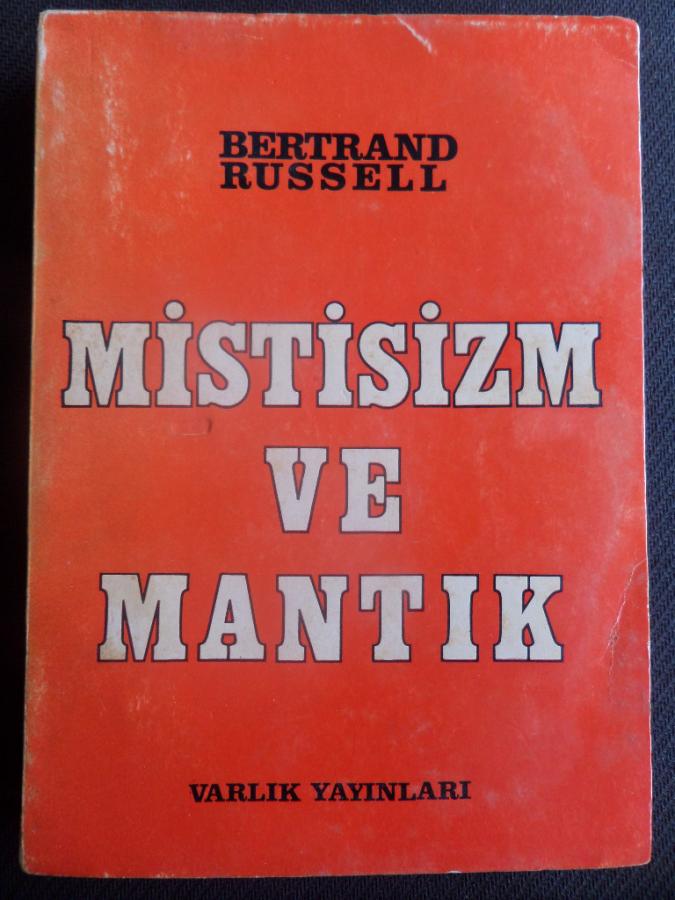 BERTRAND
RUSSELL
MİSTİSİZM
VE
MANTIK
VARLIK YAYINLARI